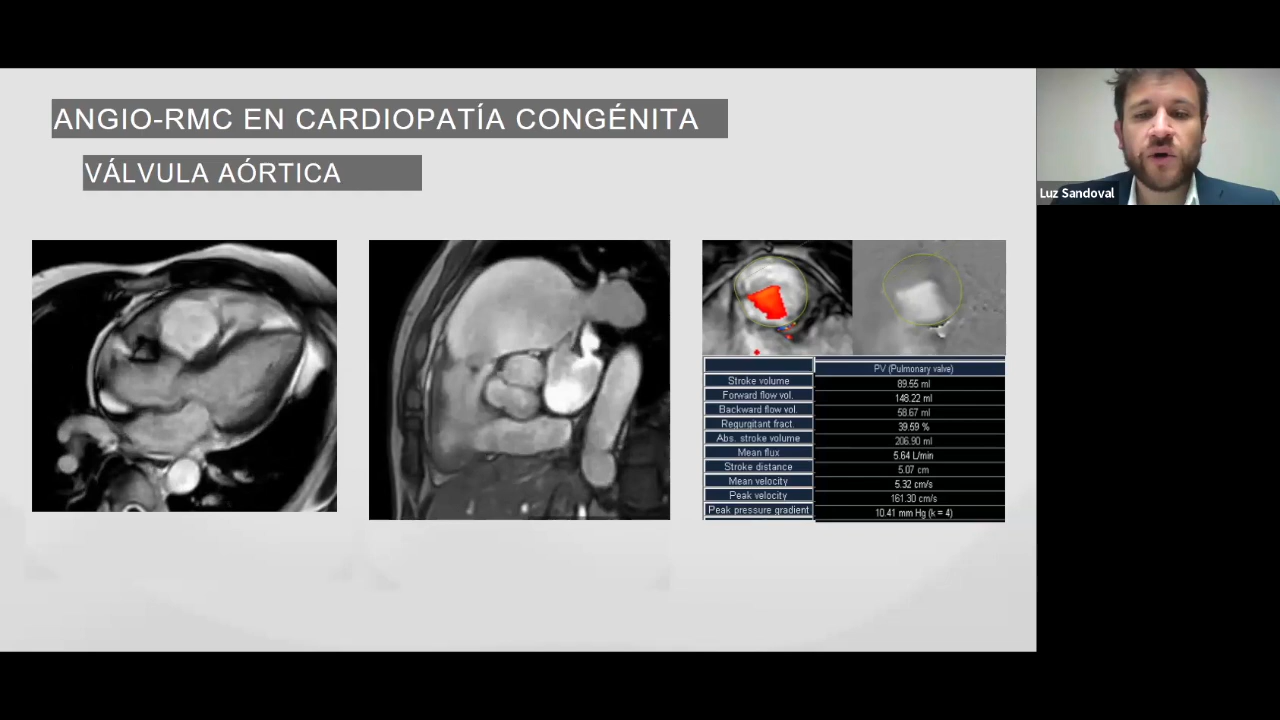 ANGIO-RMC EN CARDIOPATÍA CONGÉNITA
VÁLVULA AÓRTICA
Luz Sandoval
PV (Pulmonary valve)
Stroke volume 89.55 ml
Forward flow vol. 148.22 ml
Backward flow vol. 58.67 ml
Regurgitant fract. 39.59 %
Abs. stroke volume 206.90 ml
Mean flux 5.64 L/min
Stroke distance 5.07 cm
Mean velocity 5.32 cm/s
Peak velocity 161.30 cm/s
Peak pressure gradient 10.41 mm Hg (k = 4)